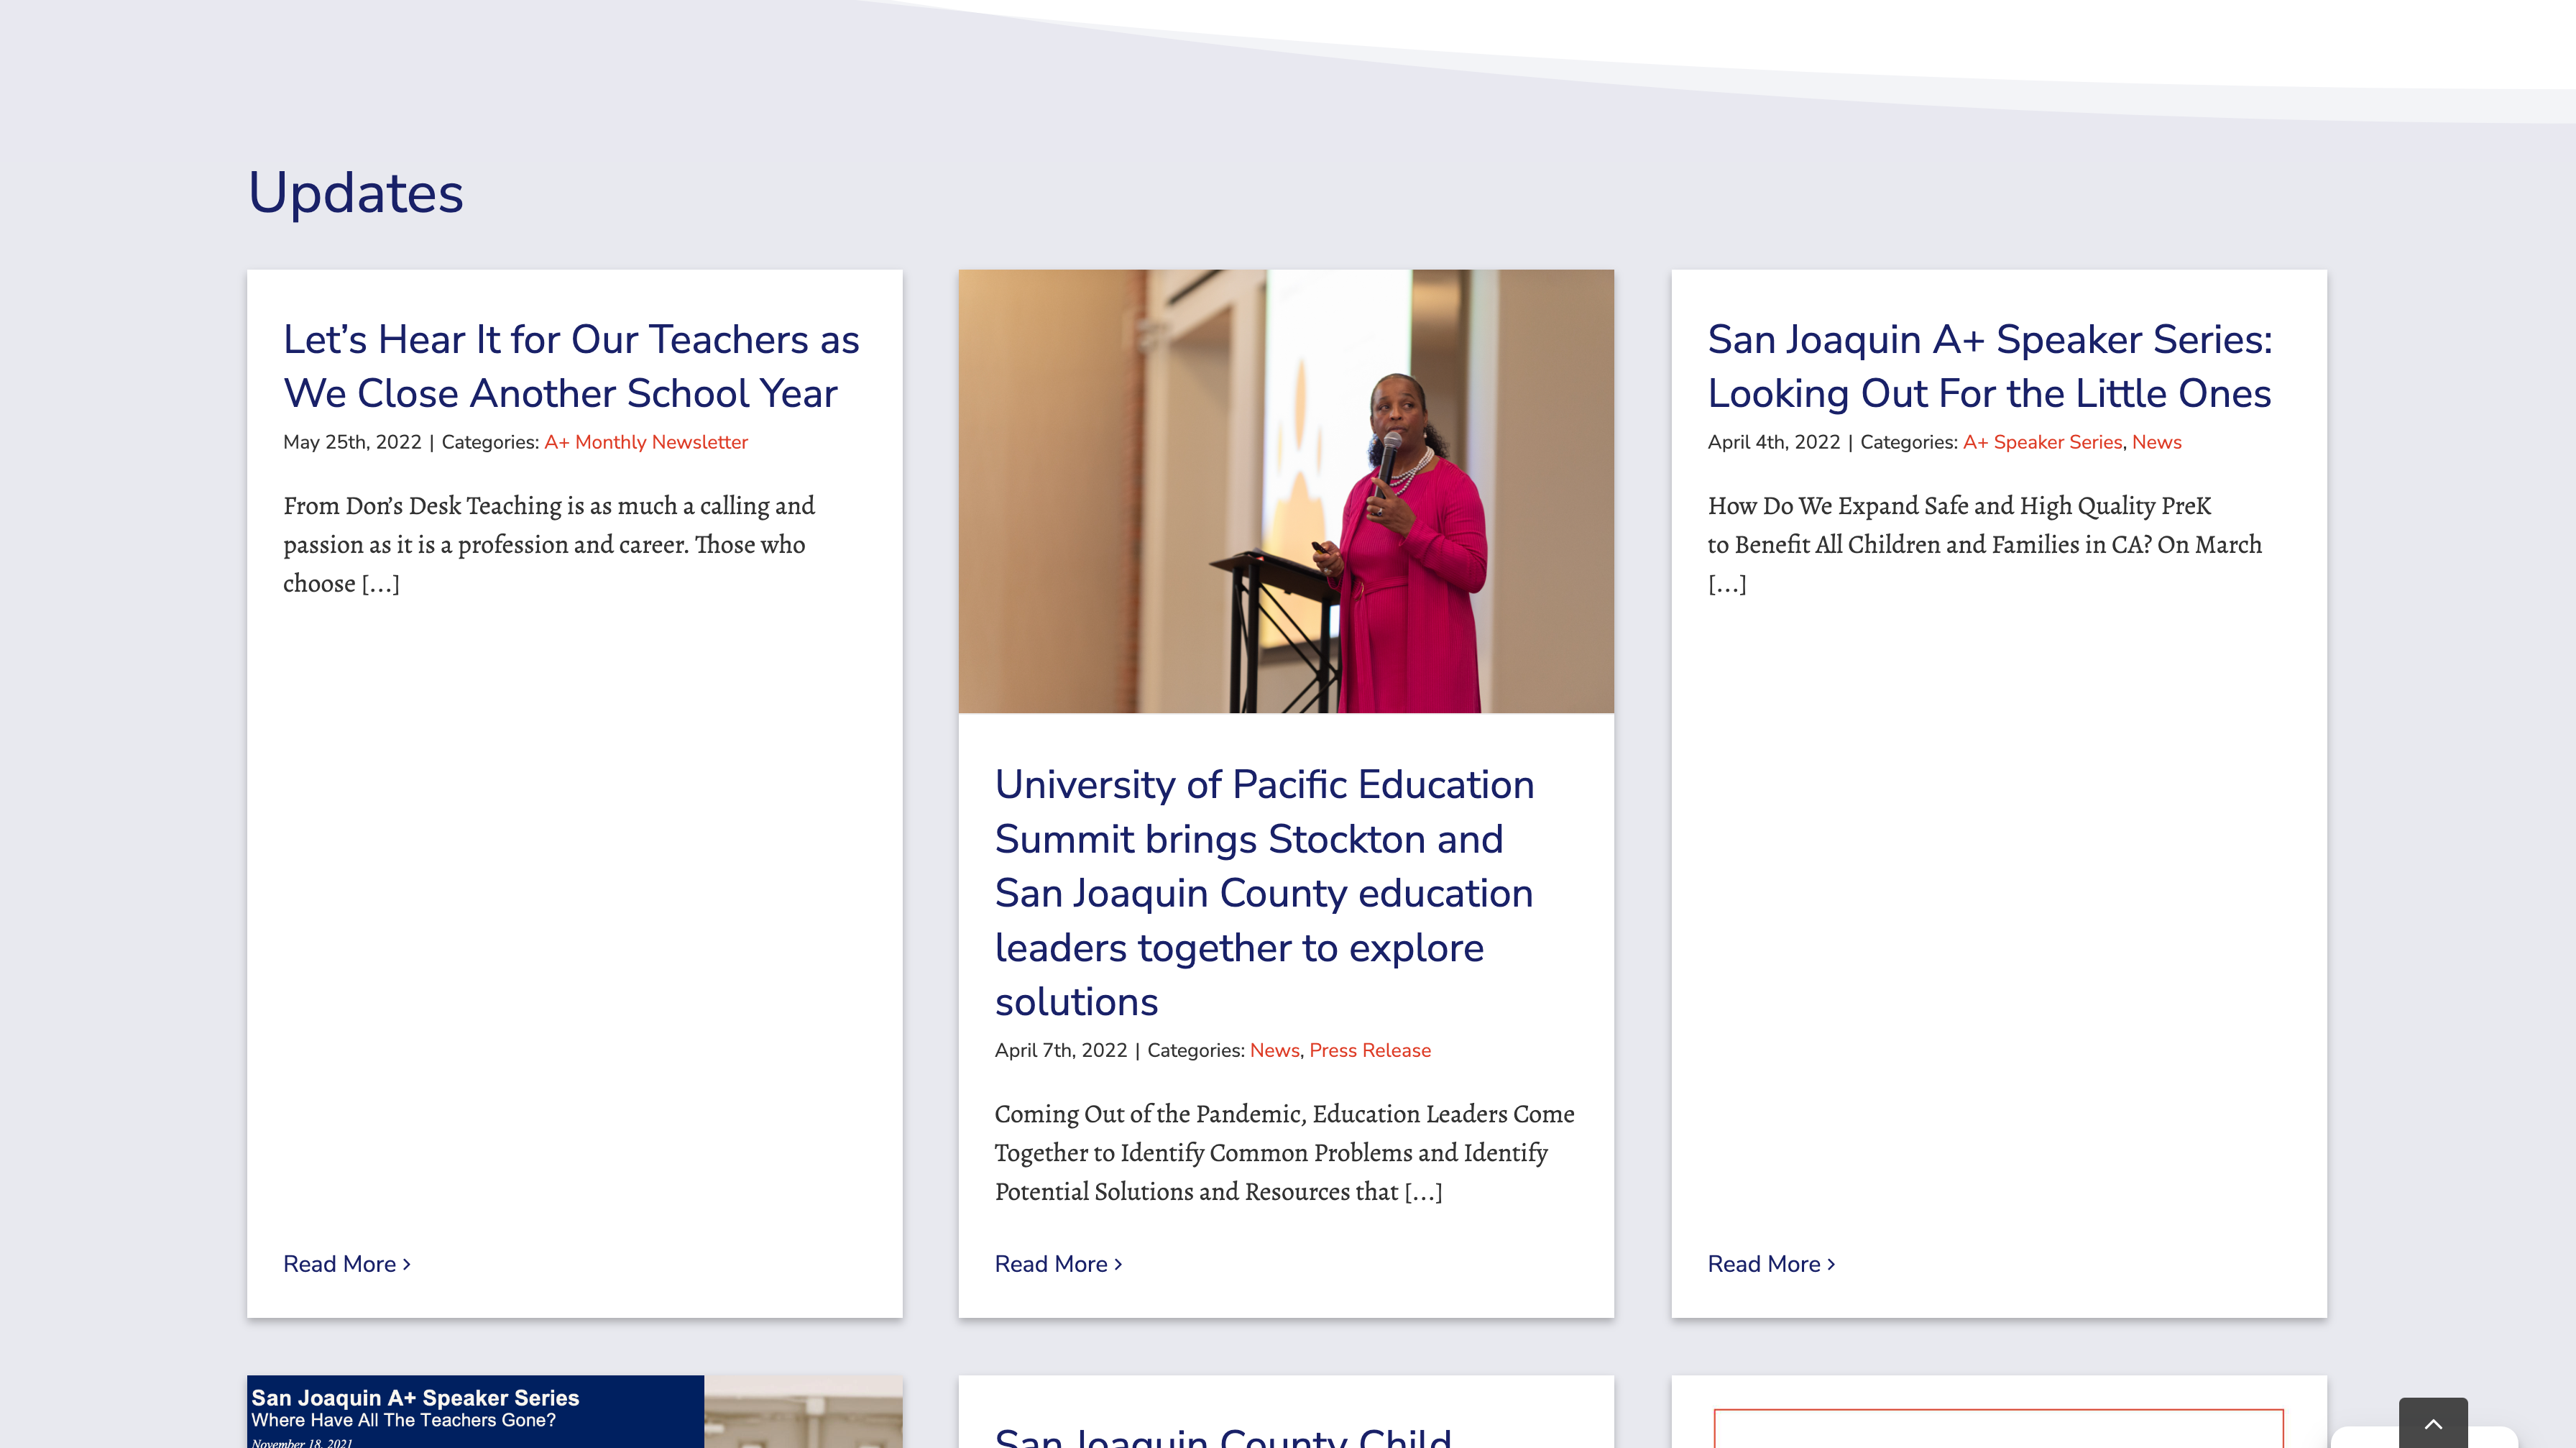 Updates
Let’s Hear It for Our Teachers as
We Close Another School Year
May 25th, 2022 | Categories: A+ Monthly Newsletter
From Don’s Desk Teaching is as much a calling and
passion as it is a profession and career. Those who
choose [...]
Read More
University of Pacific Education
Summit brings Stockton and
San Joaquin County education
leaders together to explore
solutions
April 7th, 2022 | Categories: News, Press Release
Coming Out of the Pandemic, Education Leaders Come
Together to Identify Common Problems and Identify
Potential Solutions and Resources that [...]
Read More
San Joaquin A+ Speaker Series:
Looking Out For the Little Ones
April 4th, 2022 | Categories: A+ Speaker Series, News
How Do We Expand Safe and High Quality PreK
to Benefit All Children and Families in CA? On March
[...]
Read More
San Joaquin A+ Speaker Series
Where Have All The Teachers Gone?
November 18, 2021
San Joaquin County Child